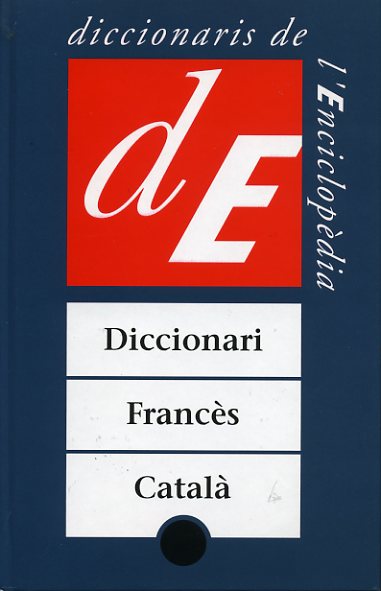 diccionaris de
l'Enciclopèdia
dE
Diccionari
Francès
Català